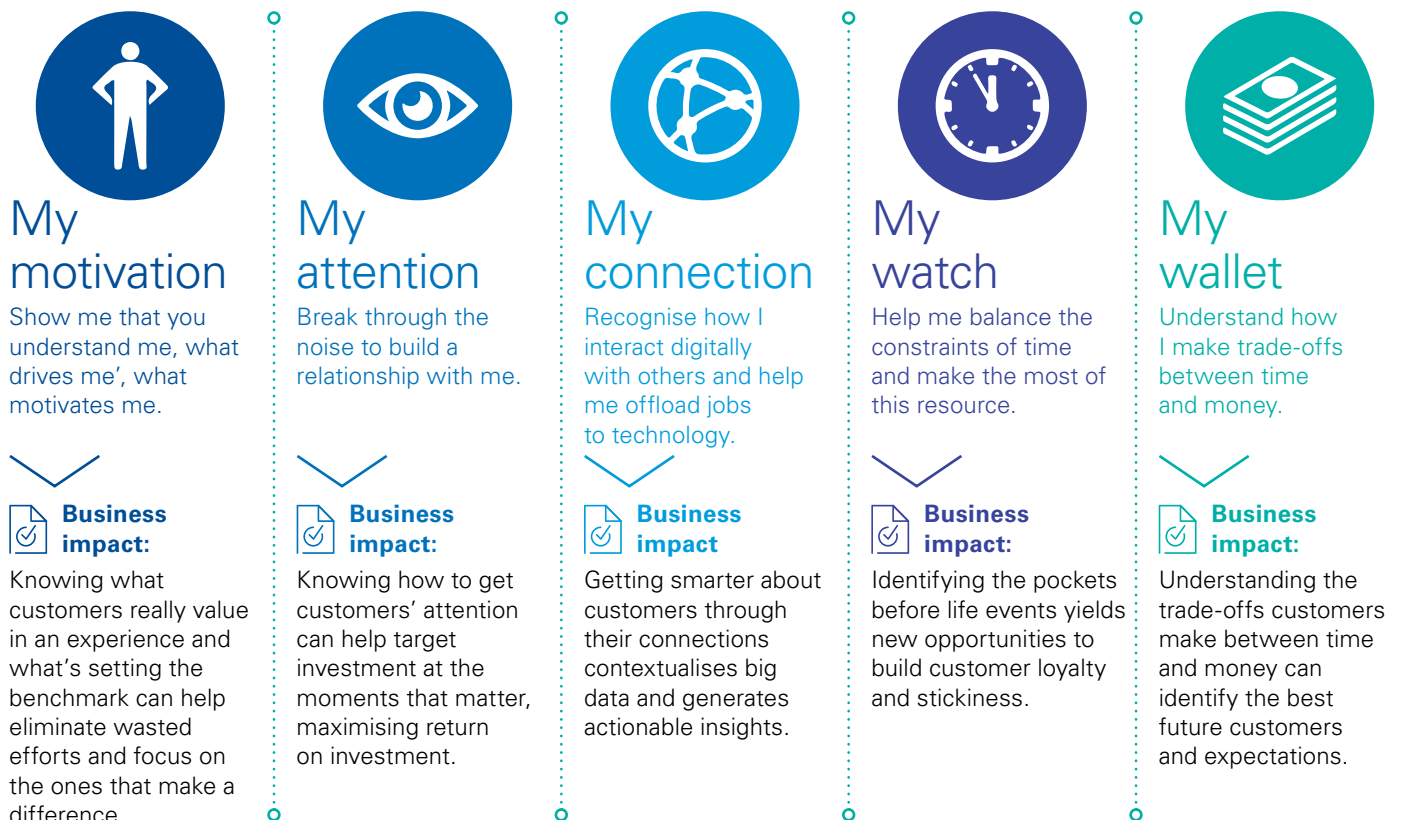 My
motivation
Show me that you
understand me, what
drives me’, what
motivates me.
Business
impact:
Knowing what
customers really value
in an experience and
what’s setting the
benchmark can help
eliminate wasted
efforts and focus on
the ones that make a
difference
My
attention
Break through the
noise to build a
relationship with me.
Business
impact:
Knowing how to get
customers’ attention
can help target
investment at the
moments that matter,
maximising return
on investment.
My
connection
Recognise how I
interact digitally
with others and help
me offload jobs
to technology.
Business
impact
Getting smarter about
customers through
their connections
contextualises big
data and generates
actionable insights.
My
watch
Help me balance the
constraints of time
and make the most of
this resource.
Business
impact:
Identifying the pockets
before life events yields
new opportunities to
build customer loyalty
and stickiness.
My
wallet
Understand how
I make trade-offs
between time
and money.
Business
impact:
Understanding the
trade-offs customers
make between time
and money can
identify the best
future customers
and expectations.